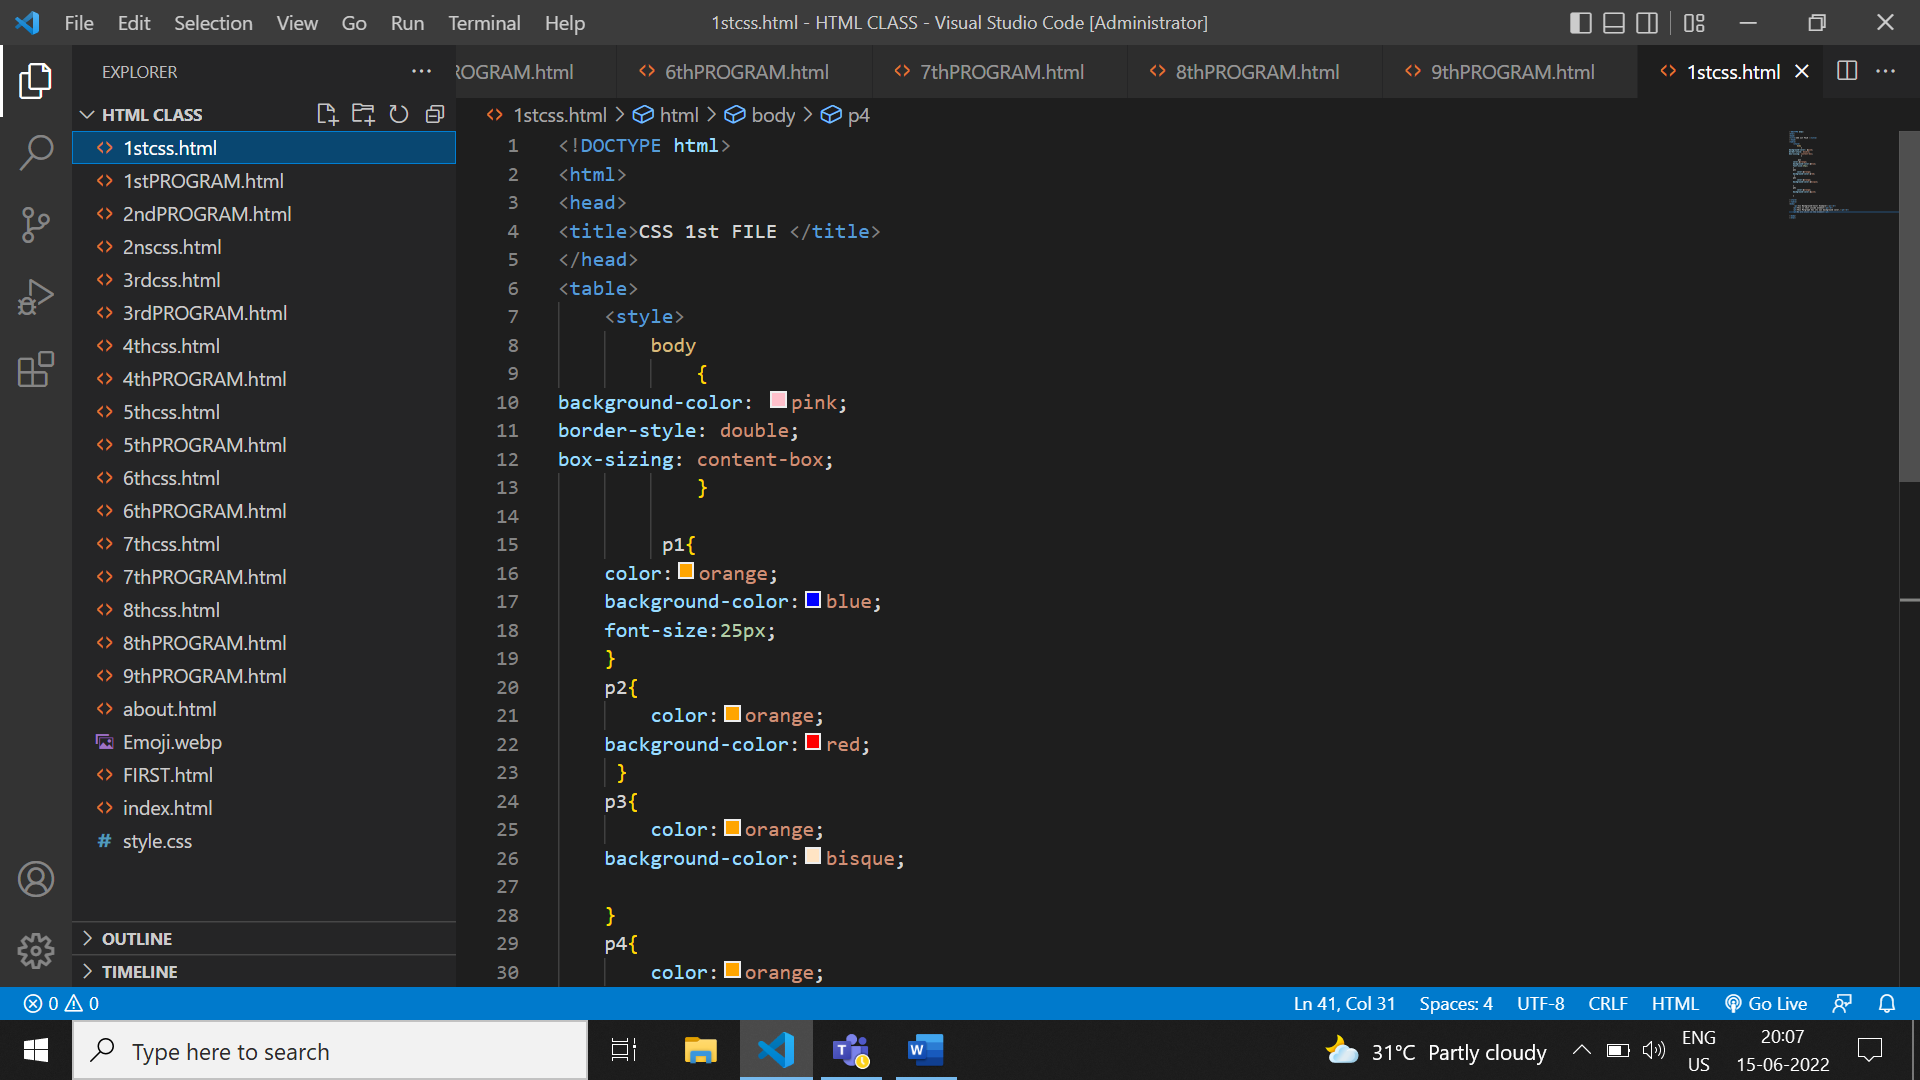 File Edit Selection View Go Run Terminal Help
1stcss.html - HTML CLASS - Visual Studio Code [Administrator]
EXPLORER
ROGRAM.html 6thPROGRAM.html 7thPROGRAM.html 8thPROGRAM.html 9thPROGRAM.html 1stcss.html
HTML CLASS
1stcss.html
1stPROGRAM.html
2ndPROGRAM.html
2nscss.html
3rdcss.html
3rdPROGRAM.html
4thcss.html
4thPROGRAM.html
5thcss.html
5thPROGRAM.html
6thcss.html
6thPROGRAM.html
7thcss.html
7thPROGRAM.html
8thcss.html
8thPROGRAM.html
9thPROGRAM.html
about.html
Emoji.webp
FIRST.html
index.html
# style.css
OUTLINE
TIMELINE
1stcss.html > html > body > p4
1 <!DOCTYPE html>
2 <html>
3 <head>
4 <title>CSS 1st FILE </title>
5 </head>
6 <table>
7 <style>
8 body
9 {
10 background-color: pink;
11 border-style: double;
12 box-sizing: content-box;
13 }
14
15 p1{
16 color:orange;
17 background-color:blue;
18 font-size:25px;
19 }
20 p2{
21 color:orange;
22 background-color:red;
23 }
24 p3{
25 color:orange;
26 background-color:bisque;
27
28 }
29 p4{
30 color:orange;
0 0
Ln 41, Col 31 Spaces: 4 UTF-8 CRLF HTML Go Live
Type here to search
31°C Partly cloudy
ENG
US
20:07
15-06-2022